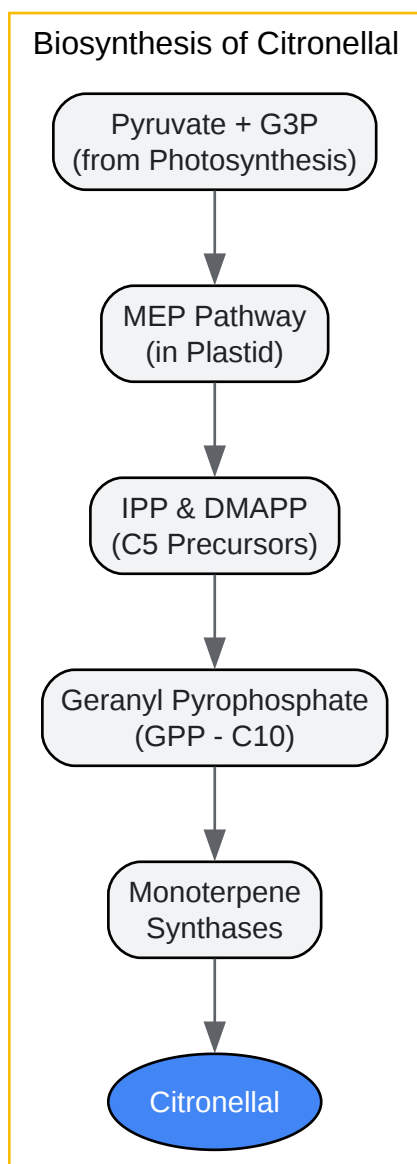 Biosynthesis of Citronellal
Pyruvate + G3P
(from Photosynthesis)
MEP Pathway
(in Plastid)
IPP & DMAPP
(C5 Precursors)
Geranyl Pyrophosphate
(GPP - C10)
Monoterpene
Synthases
Citronellal